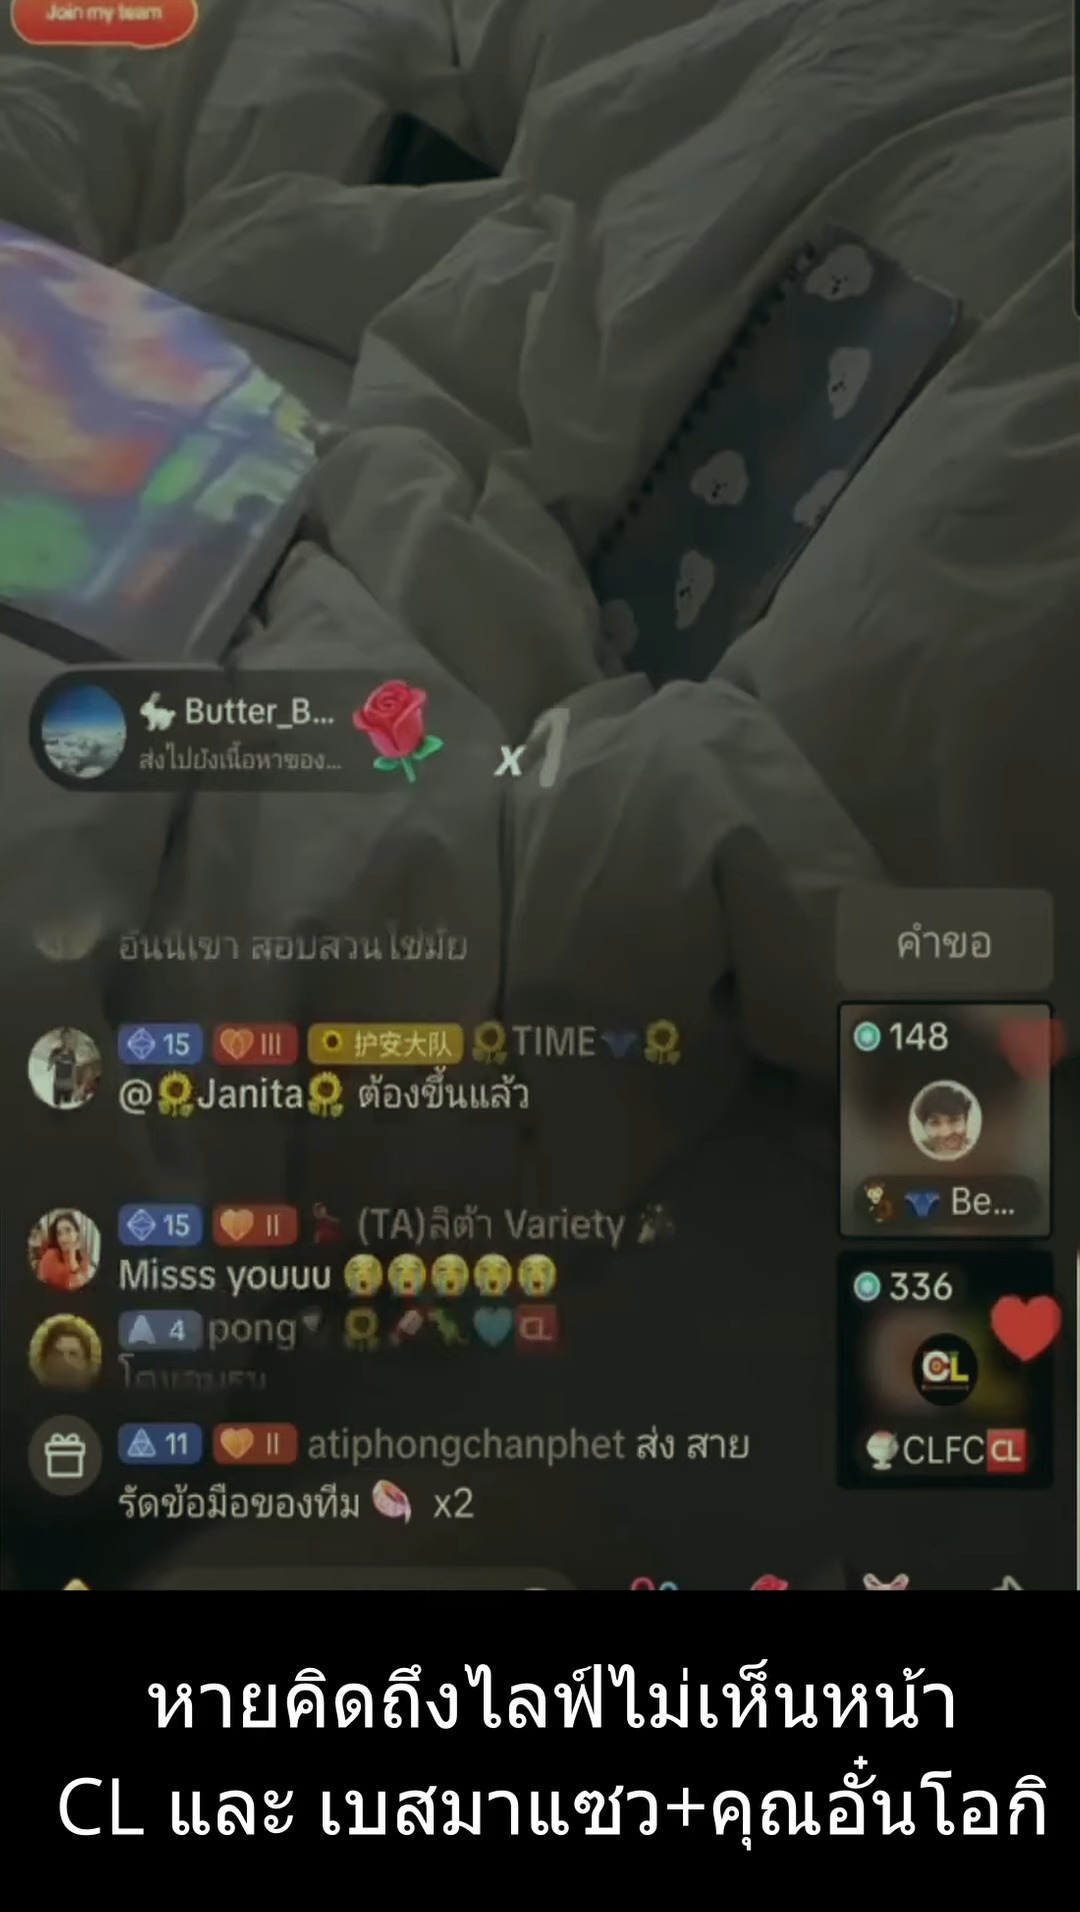 Join my team
Butter_B...
ส่งไปยังเนื้อหาของ...
x1
อันนี้เขา สอบสวนใช่มั้ย
คำขอ
15 III 护安大队 🌻TIME🩲🌻
@🌻Janita🌻 ต้องขึ้นแล้ว
148
Be...
15 II 💃 (TA)ลิต้า Variety
Misss youuu 😭😭😭😭😭
4 pong
CL
336
CL
CLFC CL
11 II atiphongchanphet ส่ง สาย
รัดข้อมือของทีม x2
หายคิดถึงไลฟ์ไม่เห็นหน้า
CL และ เบสมาแซว+คุณอั๋นโอกิ